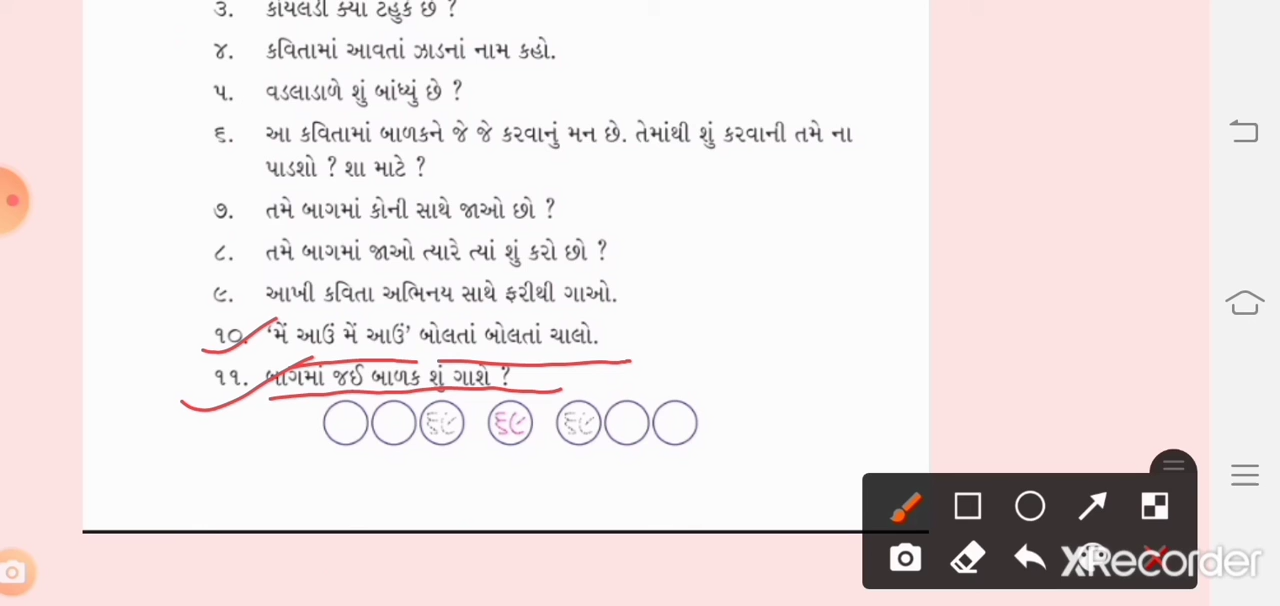 ૩. કોયલડી ક્યાં ટહુકે છે ?
૪. કવિતામાં આવતાં ઝાડનાં નામ કહો.
૫. વડલાડાળે શું બાંધ્યું છે ?
૬. આ કવિતામાં બાળકને જે જે કરવાનું મન છે. તેમાંથી શું કરવાની તમે ના
પાડશો ? શા માટે ?
૭. તમે બાગમાં કોની સાથે જાઓ છો ?
૮. તમે બાગમાં જાઓ ત્યારે ત્યાં શું કરો છો ?
૯. આખી કવિતા અભિનય સાથે ફરીથી ગાઓ.
૧૦. ‘મેં આઉં મેં આઉં’ બોલતાં બોલતાં ચાલો.
૧૧. બાગમાં જઈ બાળક શું ગાશે ?
૬૯ ૬૯ ૬૯
XRecorder